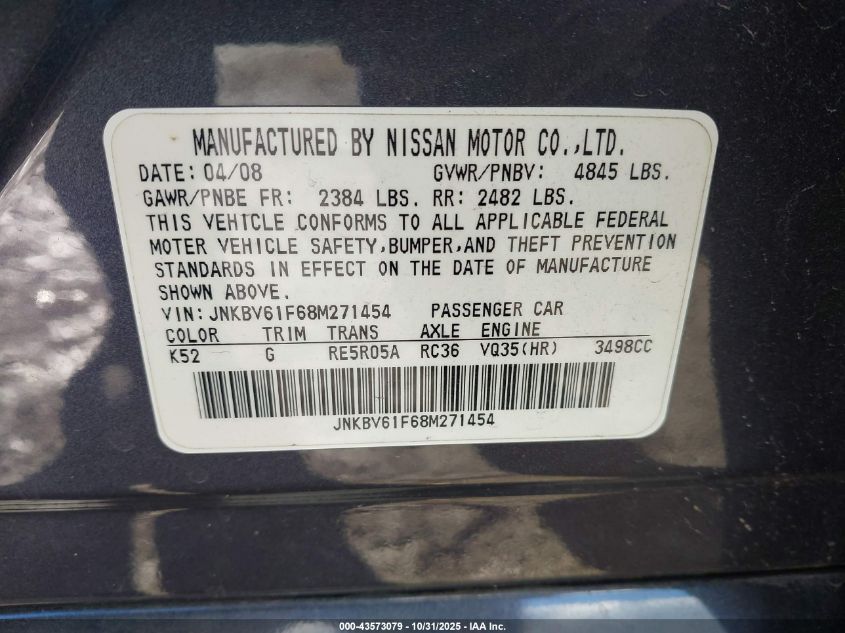 MANUFACTURED BY NISSAN MOTOR CO.,LTD.
DATE: 04/08 GVWR/PNBV: 4845 LBS.
GAWR/PNBE FR: 2384 LBS. RR: 2482 LBS.
THIS VEHICLE CONFORMS TO ALL APPLICABLE FEDERAL
MOTER VEHICLE SAFETY,BUMPER,AND THEFT PREVENTION
STANDARDS IN EFFECT ON THE DATE OF MANUFACTURE
SHOWN ABOVE.
VIN: JNKBV61F68M271454 PASSENGER CAR
COLOR TRIM TRANS AXLE ENGINE
K52 G RE5R05A RC36 VQ35(HR) 3498CC
JNKBV61F68M271454
000-43573079 - 10/31/2025 - IAA Inc.